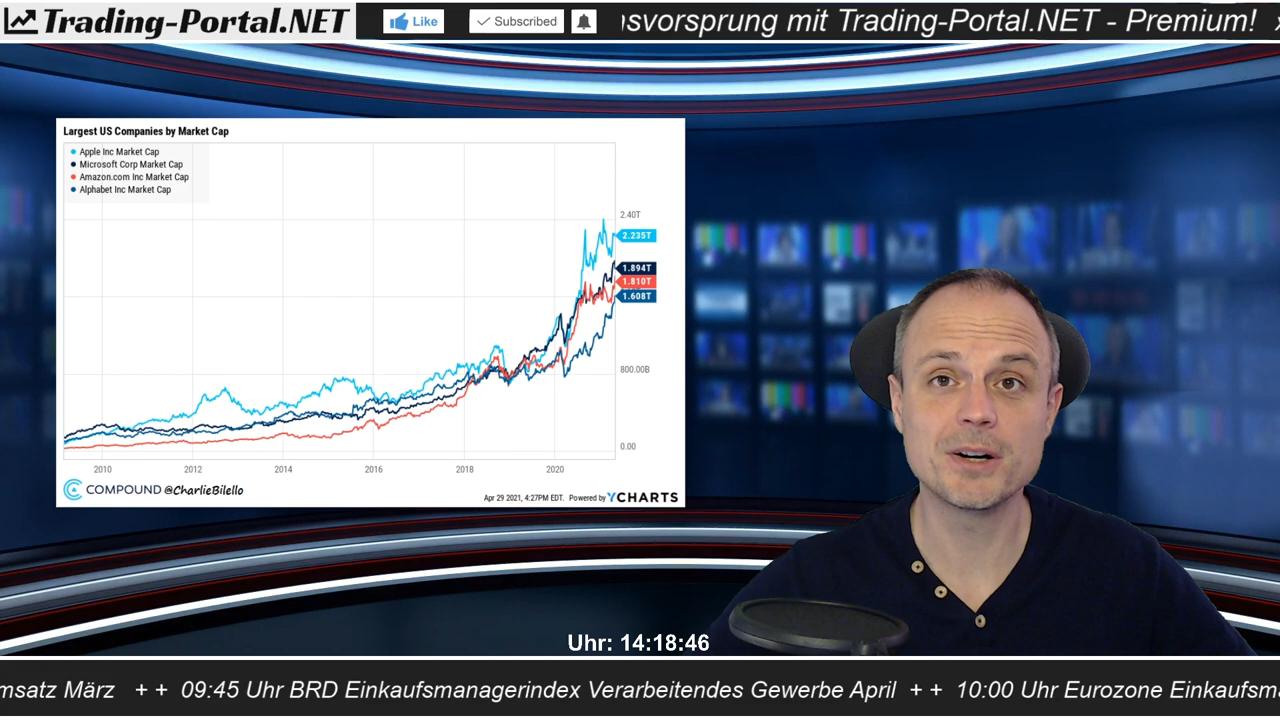 Trading-Portal.NET
Like
Subscribed
svorsprung mit Trading-Portal.NET - Premium!
Largest US Companies by Market Cap
Apple Inc Market Cap
Microsoft Corp Market Cap
Amazon.com Inc Market Cap
Alphabet Inc Market Cap
2.40T
2.235T
1.894T
1.810T
1.608T
800.00B
0.00
2010 2012 2014 2016 2018 2020
COMPOUND @CharlieBilello
Apr 29 2021, 4:27PM EDT. Powered by YCHARTS
Uhr: 14:18:46
msatz März + + 09:45 Uhr BRD Einkaufsmanagerindex Verarbeitendes Gewerbe April + + 10:00 Uhr Eurozone Einkaufsma